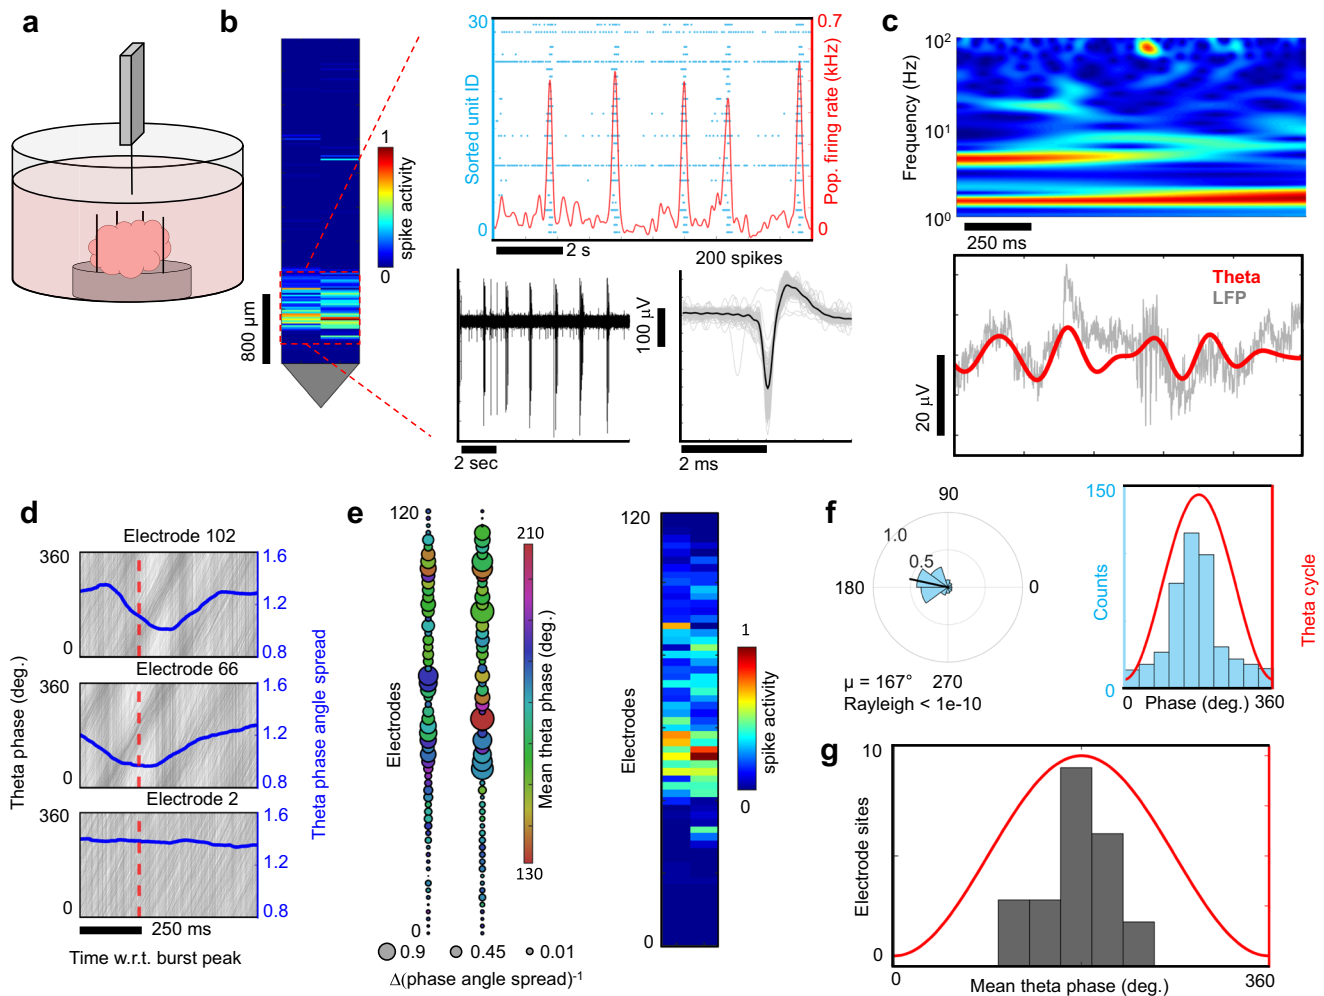 a
b
800 μm
1
spike activity
0
30
Sorted unit ID
0
0.7
Pop. firing rate (kHz)
0
2 s
200 spikes
100 μV
2 sec
2 ms
c
10²
Frequency (Hz)
10¹
10⁰
250 ms
Theta
LFP
20 μV
d
Electrode 102
360
0
1.6
1.2
0.8
Electrode 66
360
0
1.6
1.2
0.8
Electrode 2
360
0
1.6
1.2
0.8
Theta phase (deg.)
Theta phase angle spread
250 ms
Time w.r.t. burst peak
e
120
Electrodes
0
210
Mean theta phase (deg.)
130
0.9
0.45
0.01
Δ(phase angle spread)⁻¹
120
Electrodes
0
1
spike activity
0
f
90
1.0
0.5
180
0
270
μ = 167°
Rayleigh < 1e-10
150
Counts
0
0
Phase (deg.)
360
Theta cycle
g
10
Electrode sites
0
0
Mean theta phase (deg.)
360